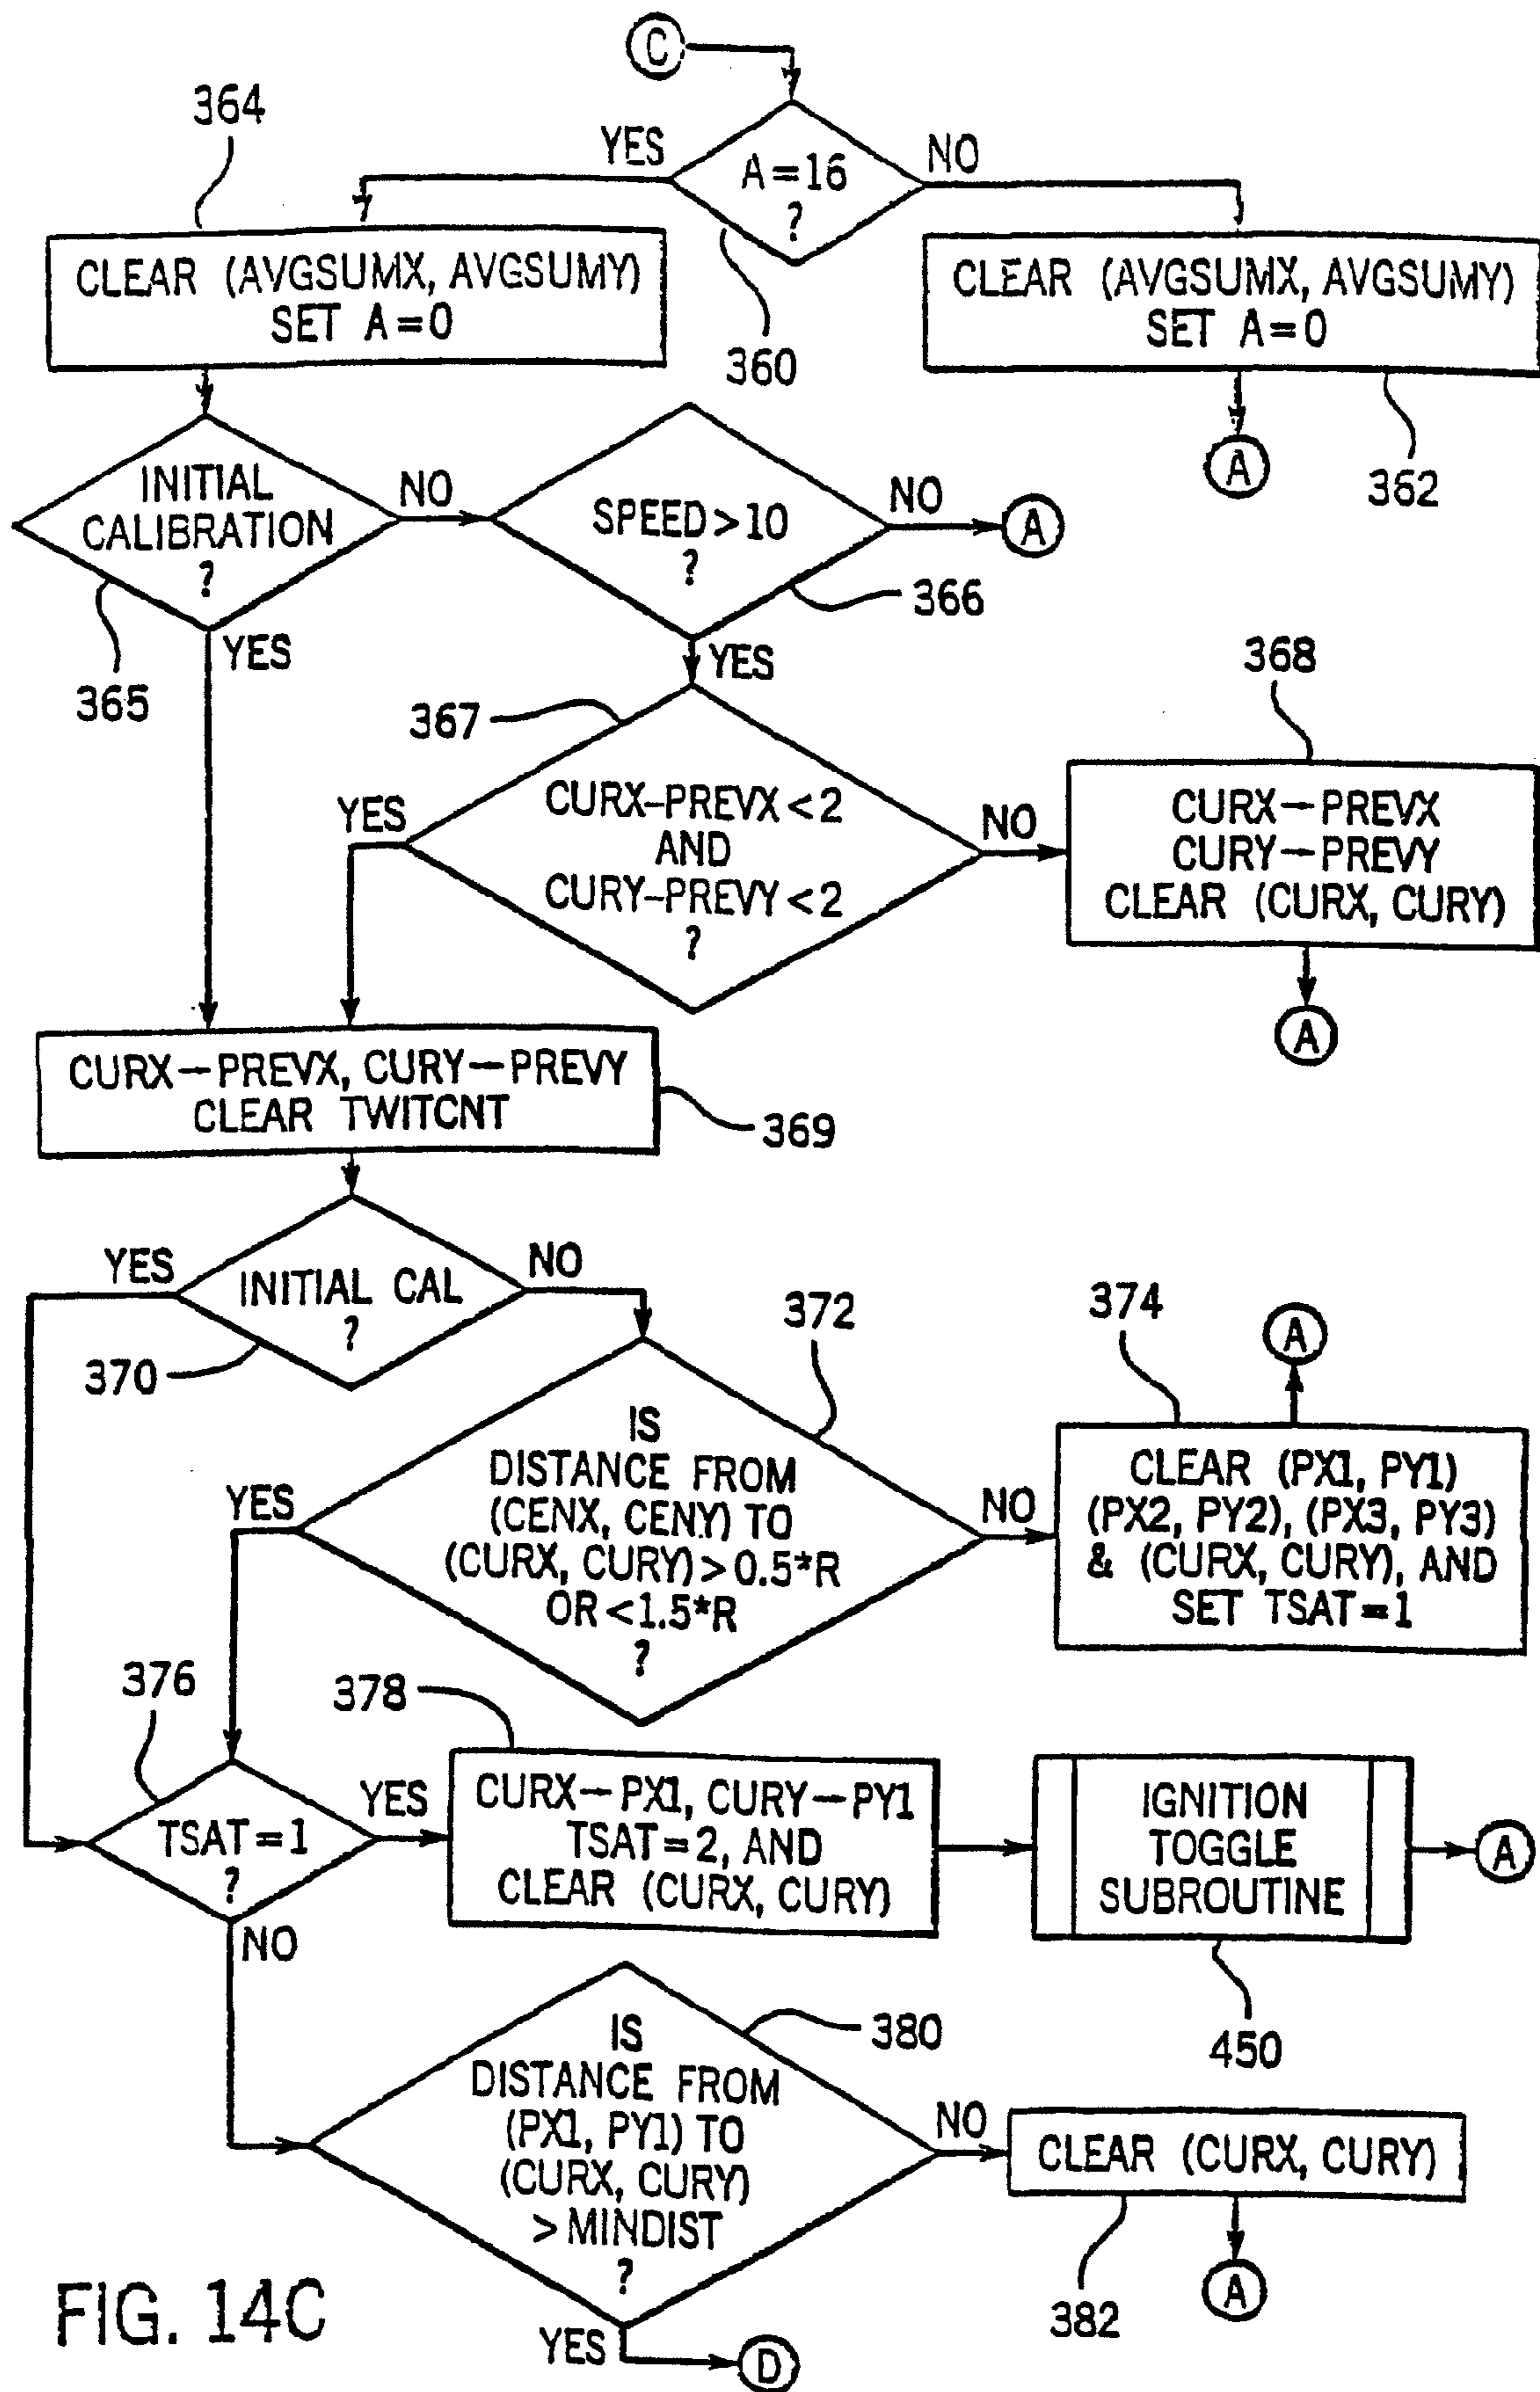 C
364
YES
A=16
?
NO
CLEAR (AVGSUMX, AVGSUMY)
SET A=0
360
CLEAR (AVGSUMX, AVGSUMY)
SET A=0
A
362
INITIAL
CALIBRATION
?
NO
SPEED>10
?
NO
A
366
365
YES
YES
367
368
YES
CURX-PREVX<2
AND
CURY-PREVY<2
?
NO
CURX—PREVX
CURY—PREVY
CLEAR (CURX, CURY)
A
CURX—PREVX, CURY—PREVY
CLEAR TWITCNT
369
YES
INITIAL CAL
?
NO
370
372
374
A
IS
DISTANCE FROM
(CENX, CENY) TO
(CURX, CURY)>0.5*R
OR<1.5*R
?
YES
NO
CLEAR (PX1, PY1)
(PX2, PY2), (PX3, PY3)
& (CURX, CURY), AND
SET TSAT=1
376
378
TSAT=1
?
YES
CURX—PX1, CURY—PY1
TSAT=2, AND
CLEAR (CURX, CURY)
IGNITION
TOGGLE
SUBROUTINE
A
NO
450
380
IS
DISTANCE FROM
(PX1, PY1) TO
(CURX, CURY)
>MINDIST
?
NO
CLEAR (CURX, CURY)
382
A
YES
D
FIG. 14C